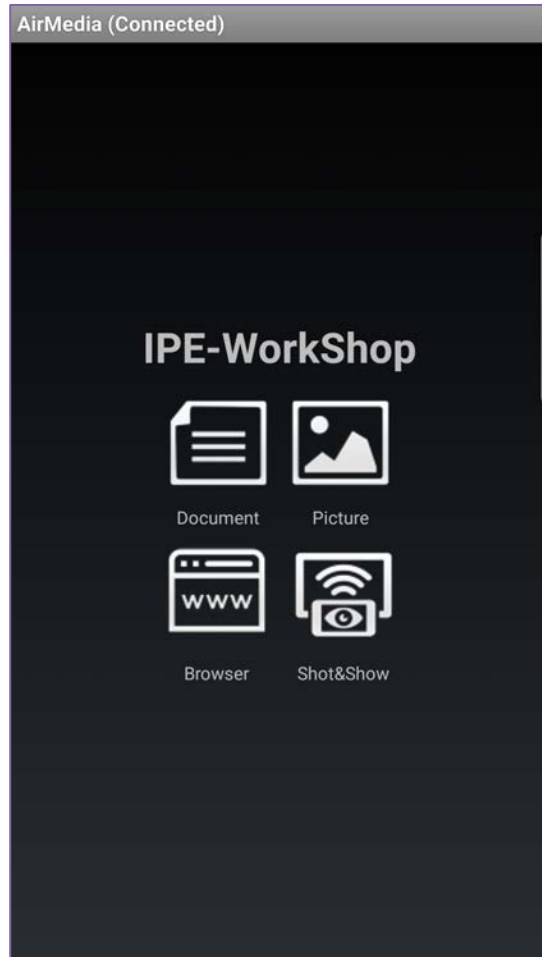 AirMedia (Connected)
IPE-WorkShop
Document Picture
www
Browser Shot&Show